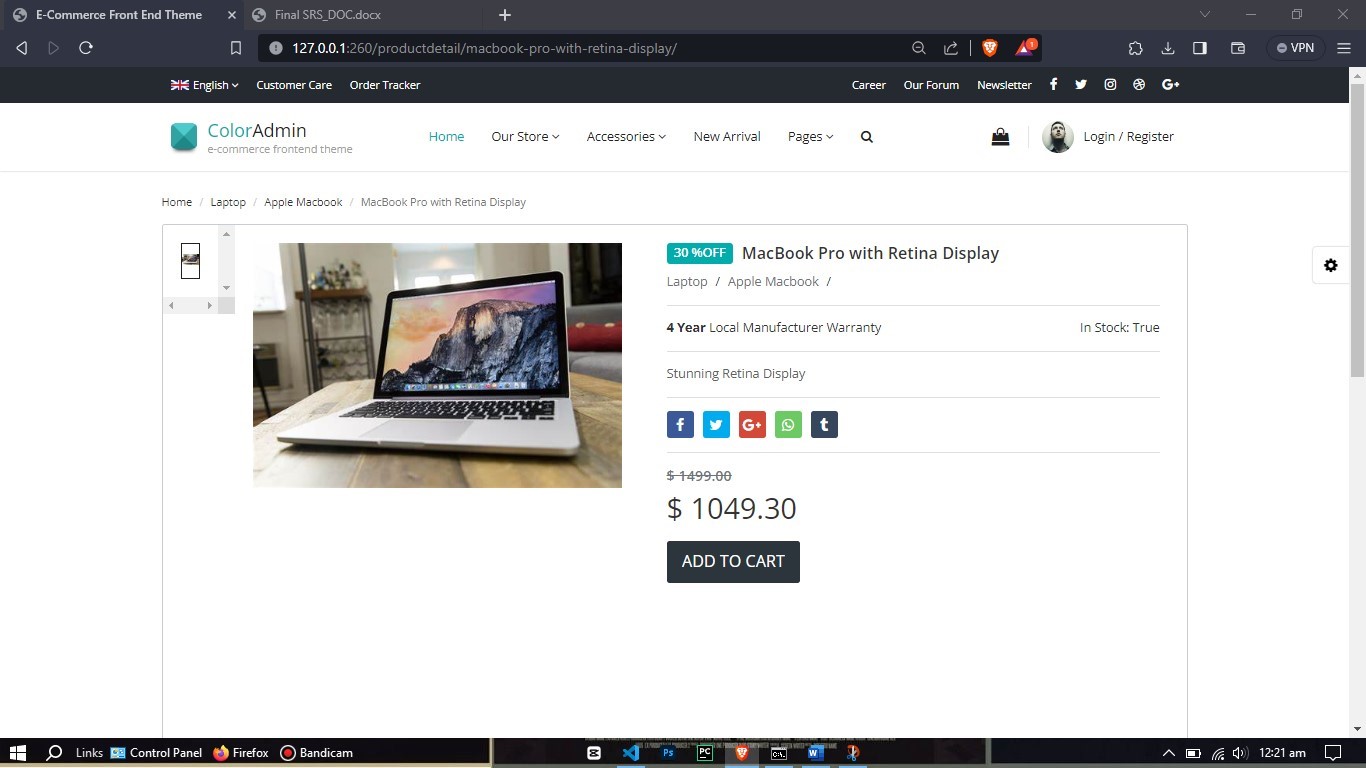 E-Commerce Front End Theme
Final SRS_DOC.docx
127.0.0.1:260/productdetail/macbook-pro-with-retina-display/
1
VPN
English
Customer Care
Order Tracker
Career
Our Forum
Newsletter
ColorAdmin
e-commerce frontend theme
Home
Our Store
Accessories
New Arrival
Pages
Login / Register
Home / Laptop / Apple Macbook / MacBook Pro with Retina Display
30 %OFF MacBook Pro with Retina Display
Laptop / Apple Macbook /
4 Year Local Manufacturer Warranty
In Stock: True
Stunning Retina Display
$ 1499.00
$ 1049.30
ADD TO CART
Links
Control Panel
Firefox
Bandicam
Ps
PC
12:21 am